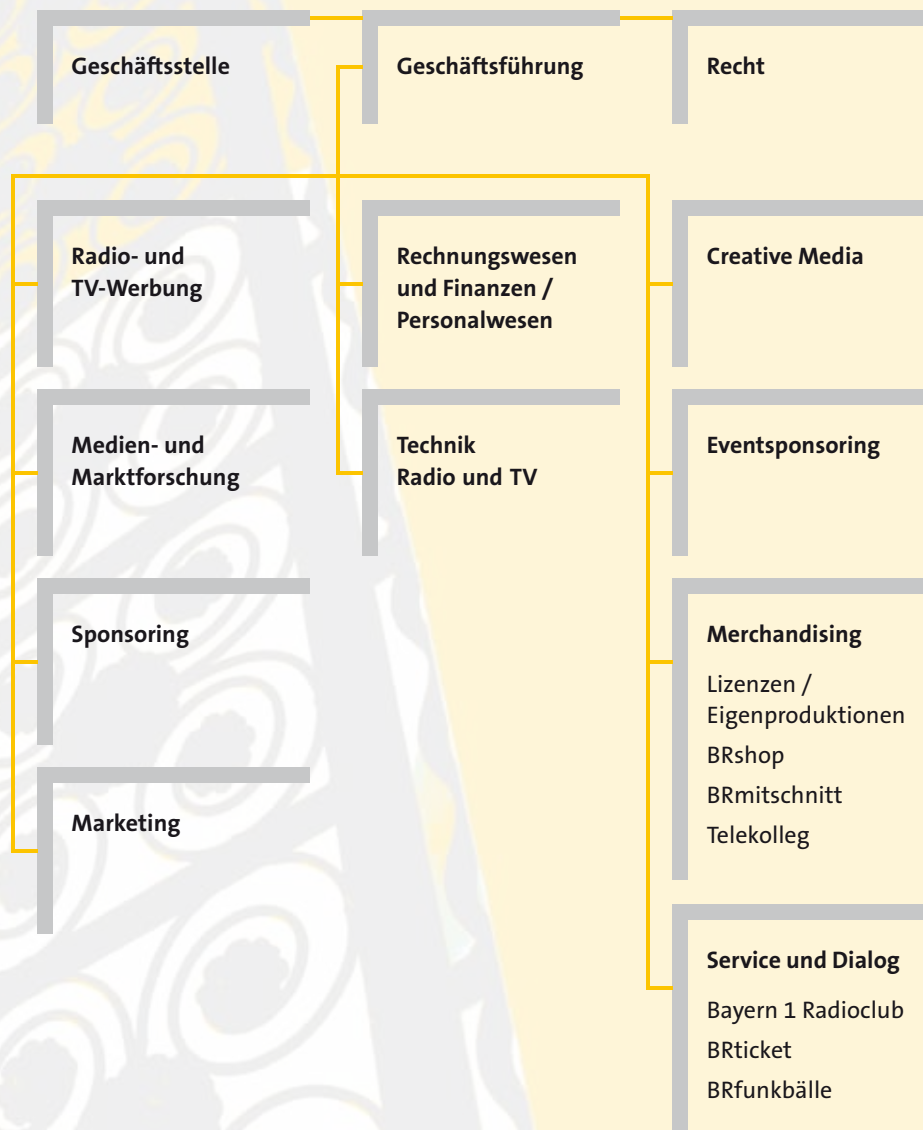 Geschäftsstelle
Geschäftsführung
Recht
Radio- und
TV-Werbung
Rechnungswesen
und Finanzen /
Personalwesen
Creative Media
Medien- und
Marktforschung
Technik
Radio und TV
Eventsponsoring
Sponsoring
Merchandising
Lizenzen /
Eigenproduktionen
BRshop
BRmitschnitt
Telekolleg
Marketing
Service und Dialog
Bayern 1 Radioclub
BRticket
BRfunkbälle